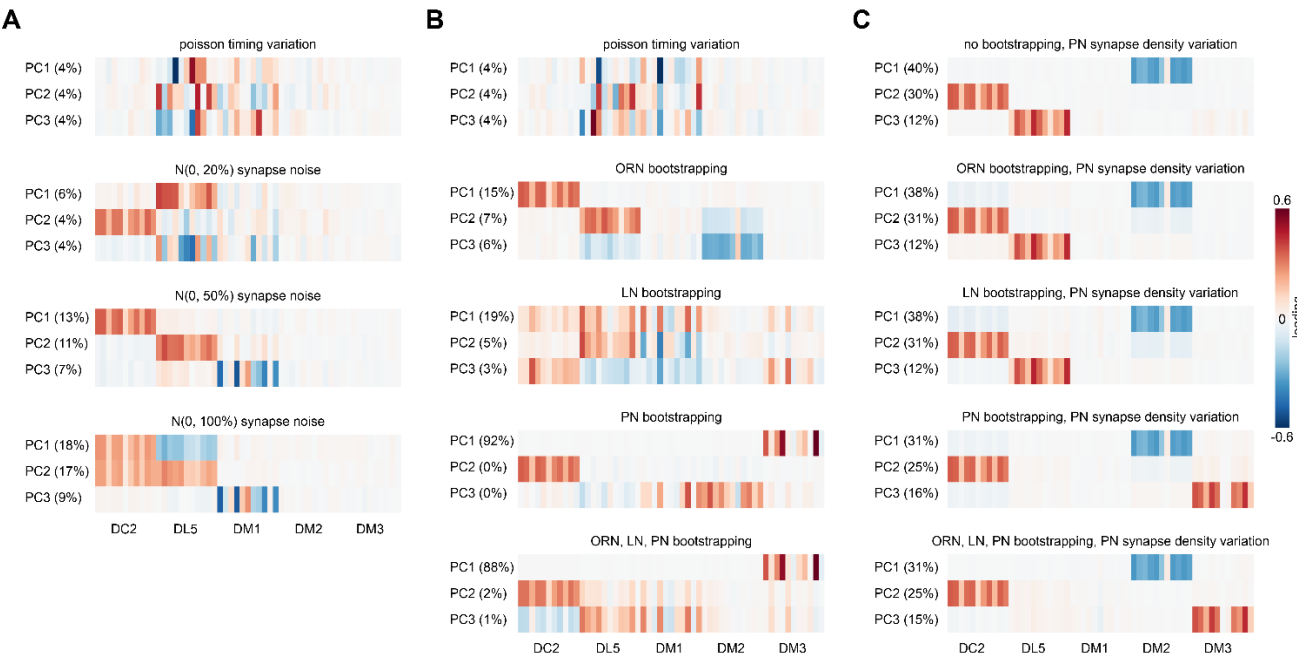 A
poisson timing variation
PC1 (4%)
PC2 (4%)
PC3 (4%)
N(0, 20%) synapse noise
PC1 (6%)
PC2 (4%)
PC3 (4%)
N(0, 50%) synapse noise
PC1 (13%)
PC2 (11%)
PC3 (7%)
N(0, 100%) synapse noise
PC1 (18%)
PC2 (17%)
PC3 (9%)
DC2 DL5 DM1 DM2 DM3
B
poisson timing variation
PC1 (4%)
PC2 (4%)
PC3 (4%)
ORN bootstrapping
PC1 (15%)
PC2 (7%)
PC3 (6%)
LN bootstrapping
PC1 (19%)
PC2 (5%)
PC3 (3%)
PN bootstrapping
PC1 (92%)
PC2 (0%)
PC3 (0%)
ORN, LN, PN bootstrapping
PC1 (88%)
PC2 (2%)
PC3 (1%)
DC2 DL5 DM1 DM2 DM3
C
no bootstrapping, PN synapse density variation
PC1 (40%)
PC2 (30%)
PC3 (12%)
ORN bootstrapping, PN synapse density variation
PC1 (38%)
PC2 (31%)
PC3 (12%)
LN bootstrapping, PN synapse density variation
PC1 (38%)
PC2 (31%)
PC3 (12%)
PN bootstrapping, PN synapse density variation
PC1 (31%)
PC2 (25%)
PC3 (16%)
ORN, LN, PN bootstrapping, PN synapse density variation
PC1 (31%)
PC2 (25%)
PC3 (15%)
DC2 DL5 DM1 DM2 DM3
0.6
0
-0.6
loading